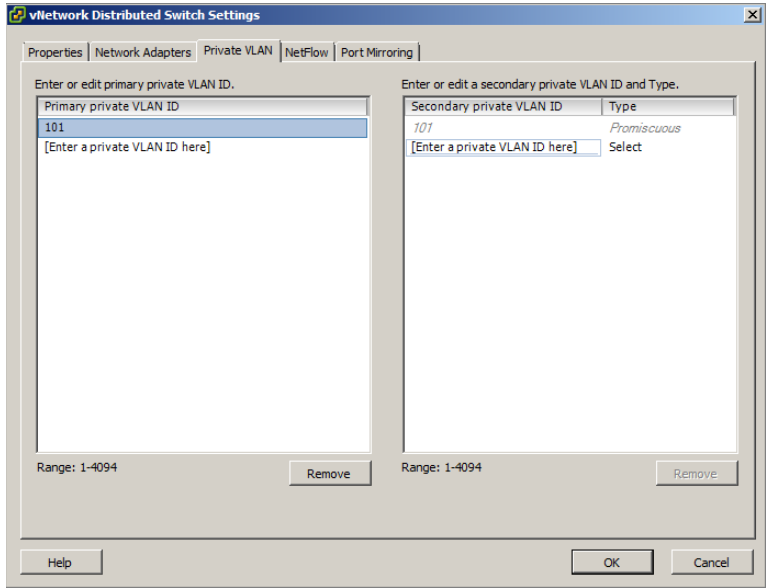 vNetwork Distributed Switch Settings
Properties Network Adapters Private VLAN NetFlow Port Mirroring
Enter or edit primary private VLAN ID.
Primary private VLAN ID
101
[Enter a private VLAN ID here]
Range: 1-4094
Remove
Enter or edit a secondary private VLAN ID and Type.
Secondary private VLAN ID Type
101 Promiscuous
[Enter a private VLAN ID here] Select
Range: 1-4094
Remove
Help
OK
Cancel